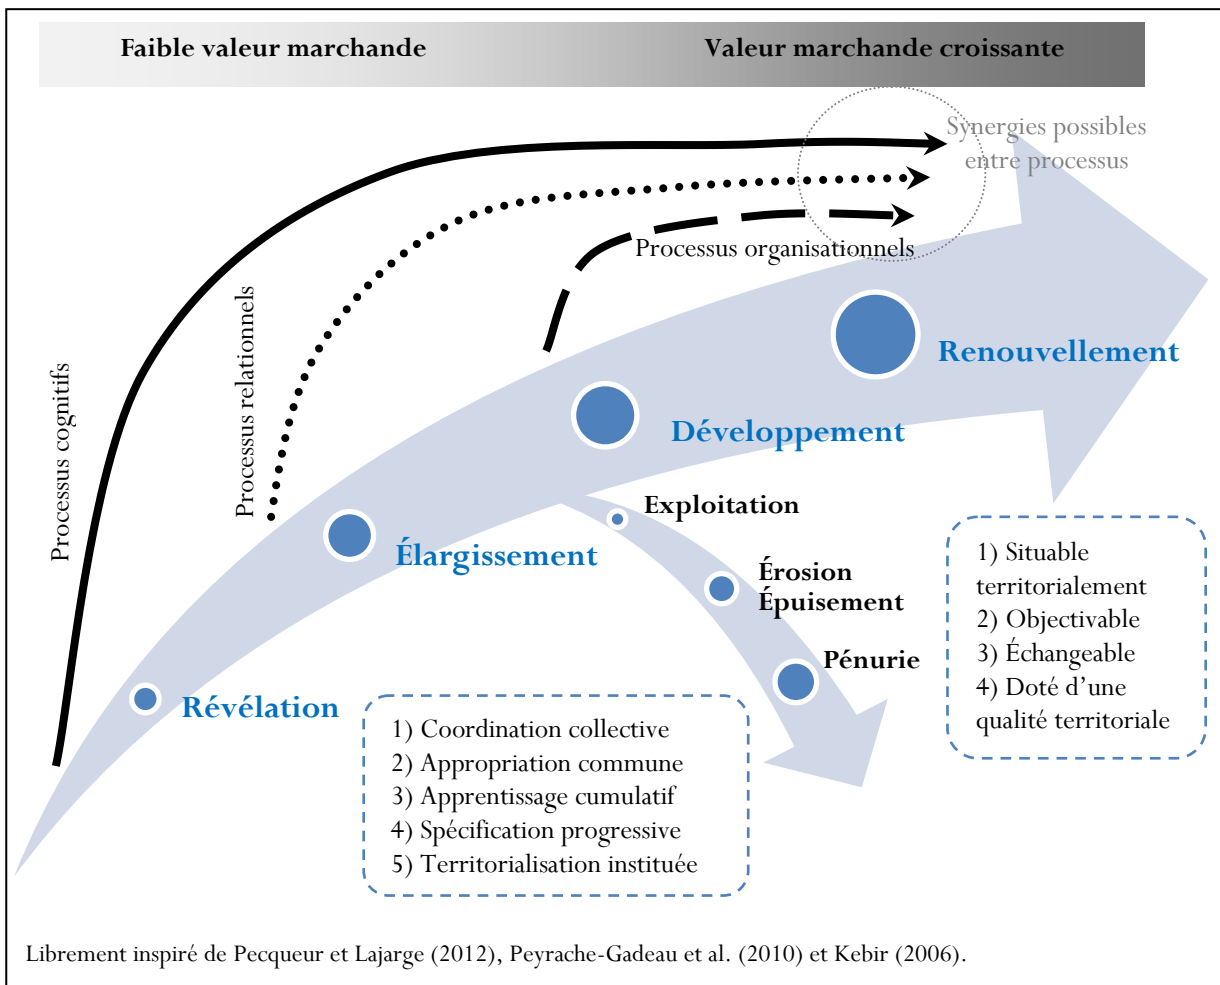 Faible valeur marchande
Valeur marchande croissante
Synergies possibles
entre processus
Processus organisationnels
Processus relationnels
Processus cognitifs
Renouvellement
Développement
Exploitation
Élargissement
Érosion
Épuisement
Pénurie
Révélation
1) Situable
territorialement
2) Objectivable
3) Échangeable
4) Doté d’une
qualité territoriale
1) Coordination collective
2) Appropriation commune
3) Apprentissage cumulatif
4) Spécification progressive
5) Territorialisation instituée
Librement inspiré de Pecqueur et Lajarge (2012), Peyrache-Gadeau et al. (2010) et Kebir (2006).